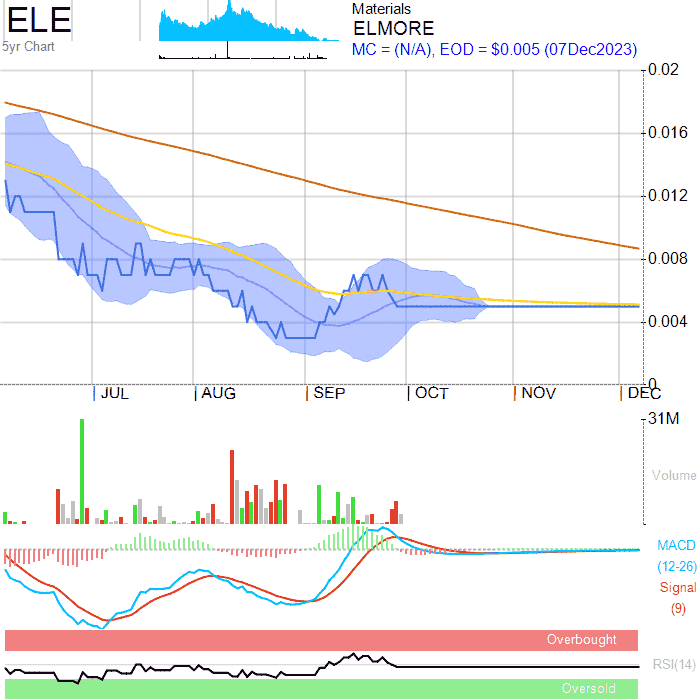 ELE
5yr Chart
Materials
ELMORE
MC = (N/A), EOD = $0.005 (07Dec2023)
0.02
0.016
0.012
0.008
0.004
0
JUL AUG SEP OCT NOV DEC
31M
Volume
MACD
(12-26)
Signal
(9)
Overbought
RSI(14)
Oversold